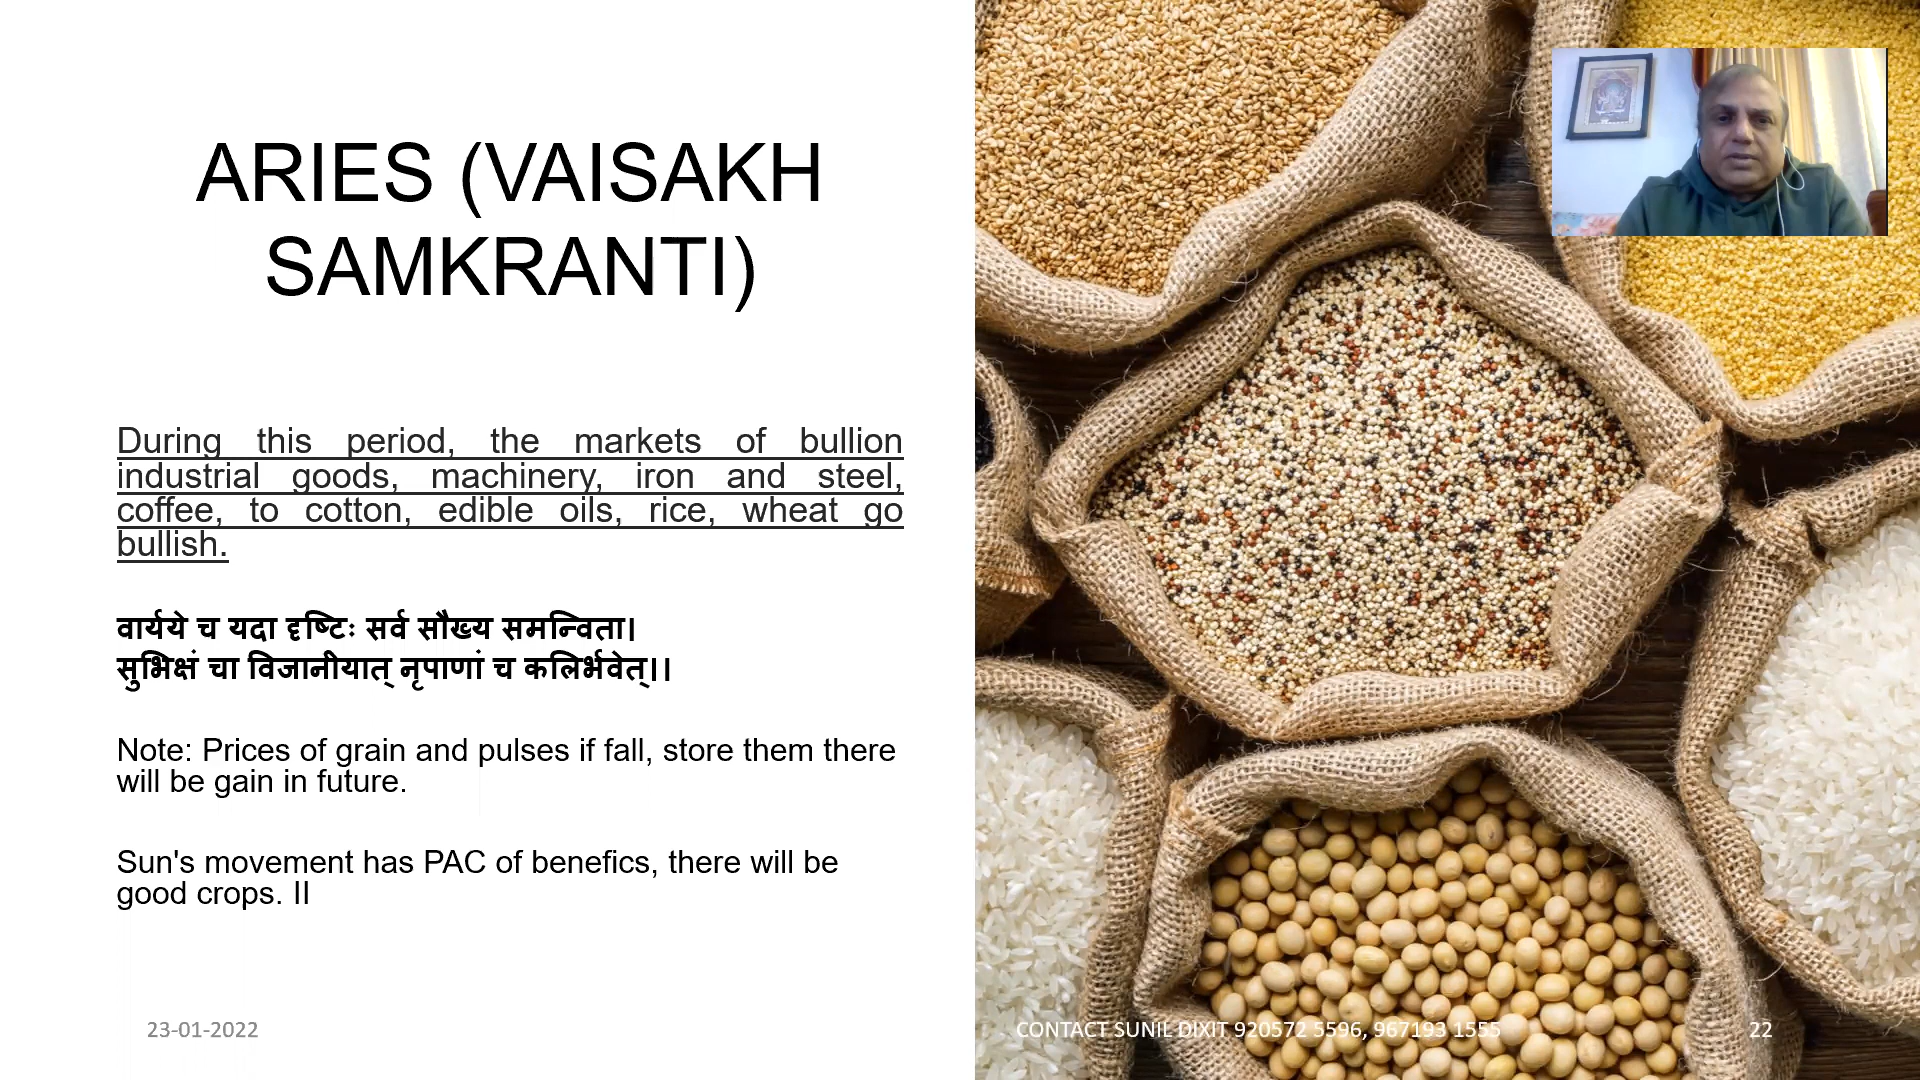 ARIES (VAISAKH
SAMKRANTI)
During this period, the markets of bullion
industrial goods, machinery, iron and steel,
coffee, to cotton, edible oils, rice, wheat go
bullish.
वार्यये च यदा दृष्टिः सर्व सौख्य समन्विता।
सुभिक्षं चा विजानीयात् नृपाणां च कलिर्भवेत्।।
Note: Prices of grain and pulses if fall, store them there
will be gain in future.
Sun's movement has PAC of benefics, there will be
good crops. II
23-01-2022
CONTACT SUNIL DIXIT 920572 5596, 967193 1555
22